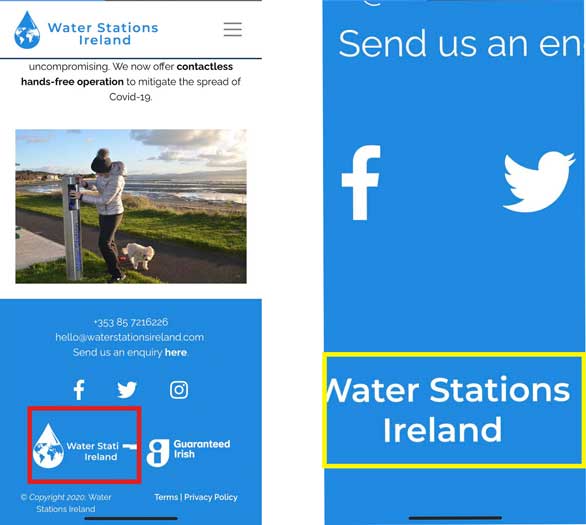 Water Stations
Ireland
uncompromising. We now offer contactless
hands-free operation to mitigate the spread of
Covid-19.
+353 85 7216226
hello@waterstationsireland.com
Send us an enquiry here.
Water Stati
Ireland
Guaranteed
Irish
© Copyright 2020, Water
Stations Ireland
Terms | Privacy Policy
Send us an en
Water Stations
Ireland